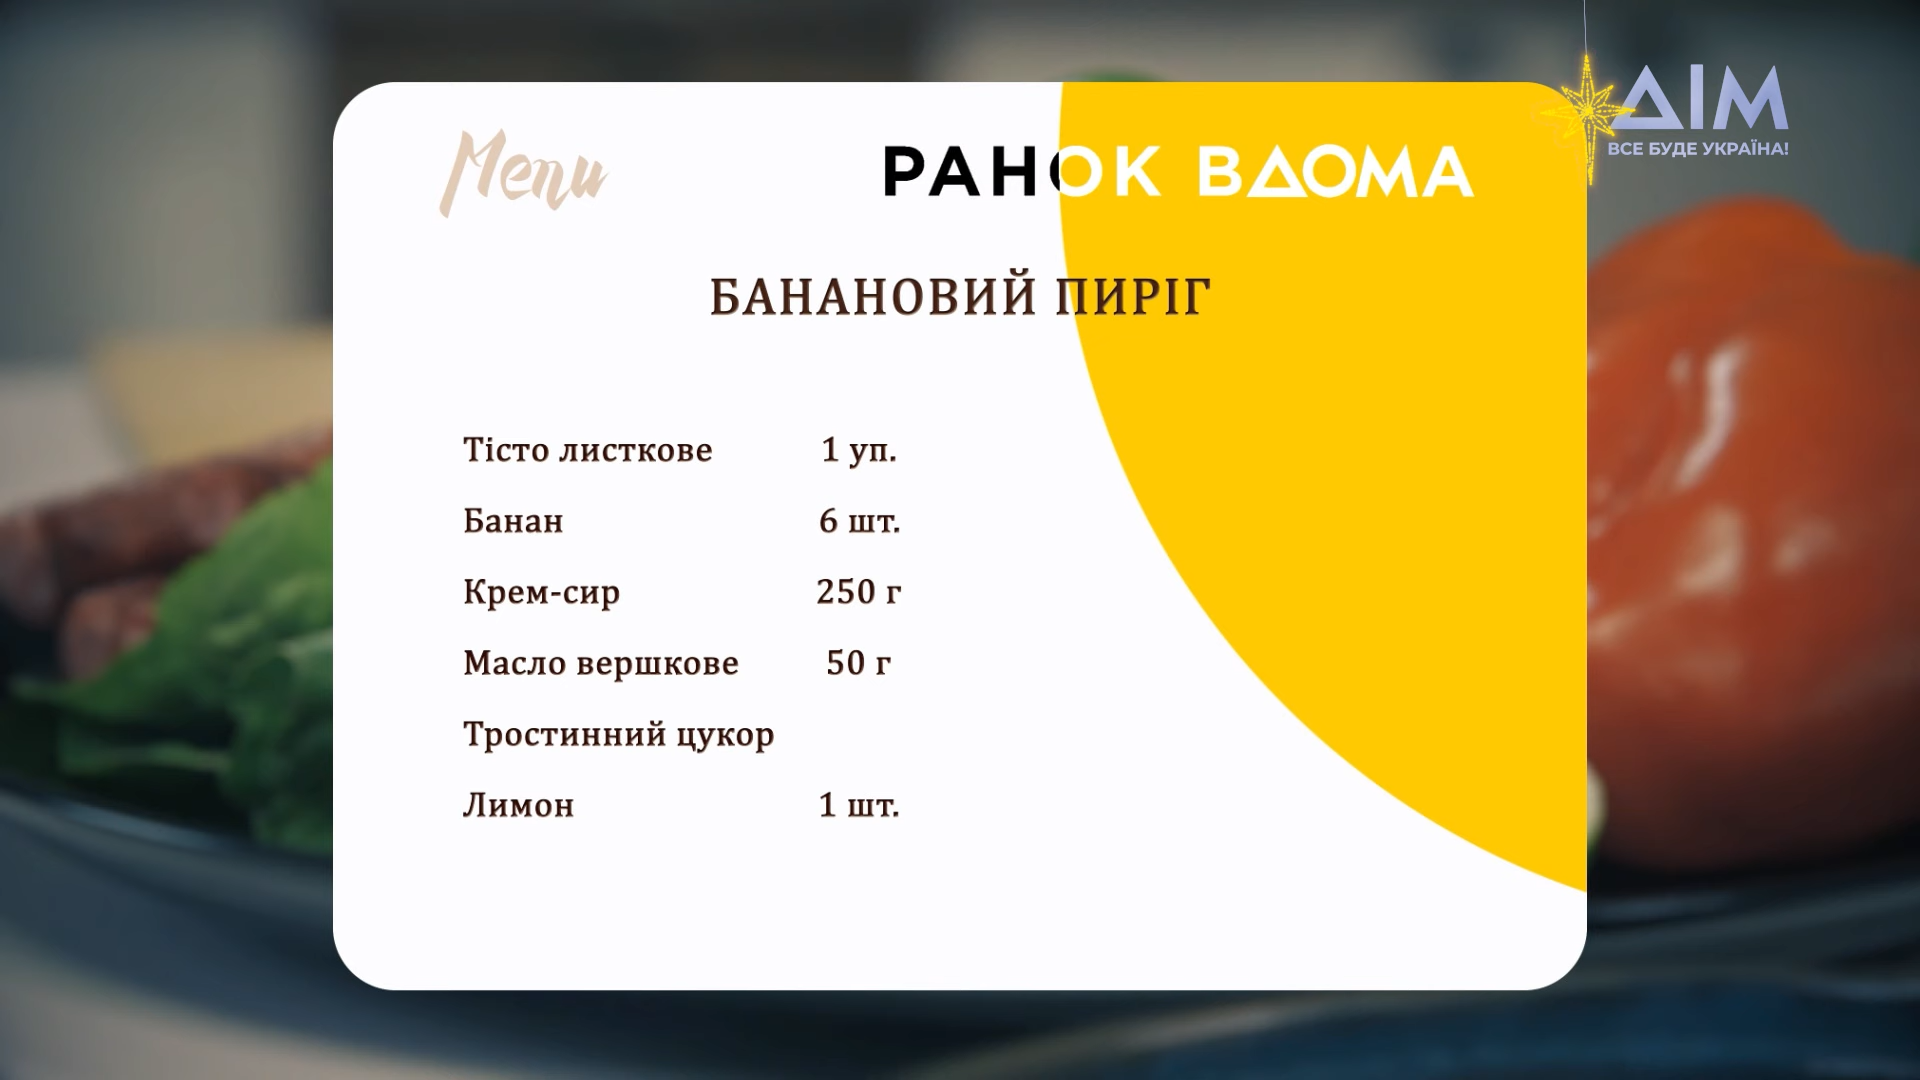 ДІМ
ВСЕ БУДЕ УКРАЇНА!
Menu
РАНОК ВДОМА
БАНАНОВИЙ ПИРІГ
Тісто листкове 1 уп.
Банан 6 шт.
Крем-сир 250 г
Масло вершкове 50 г
Тростинний цукор
Лимон 1 шт.